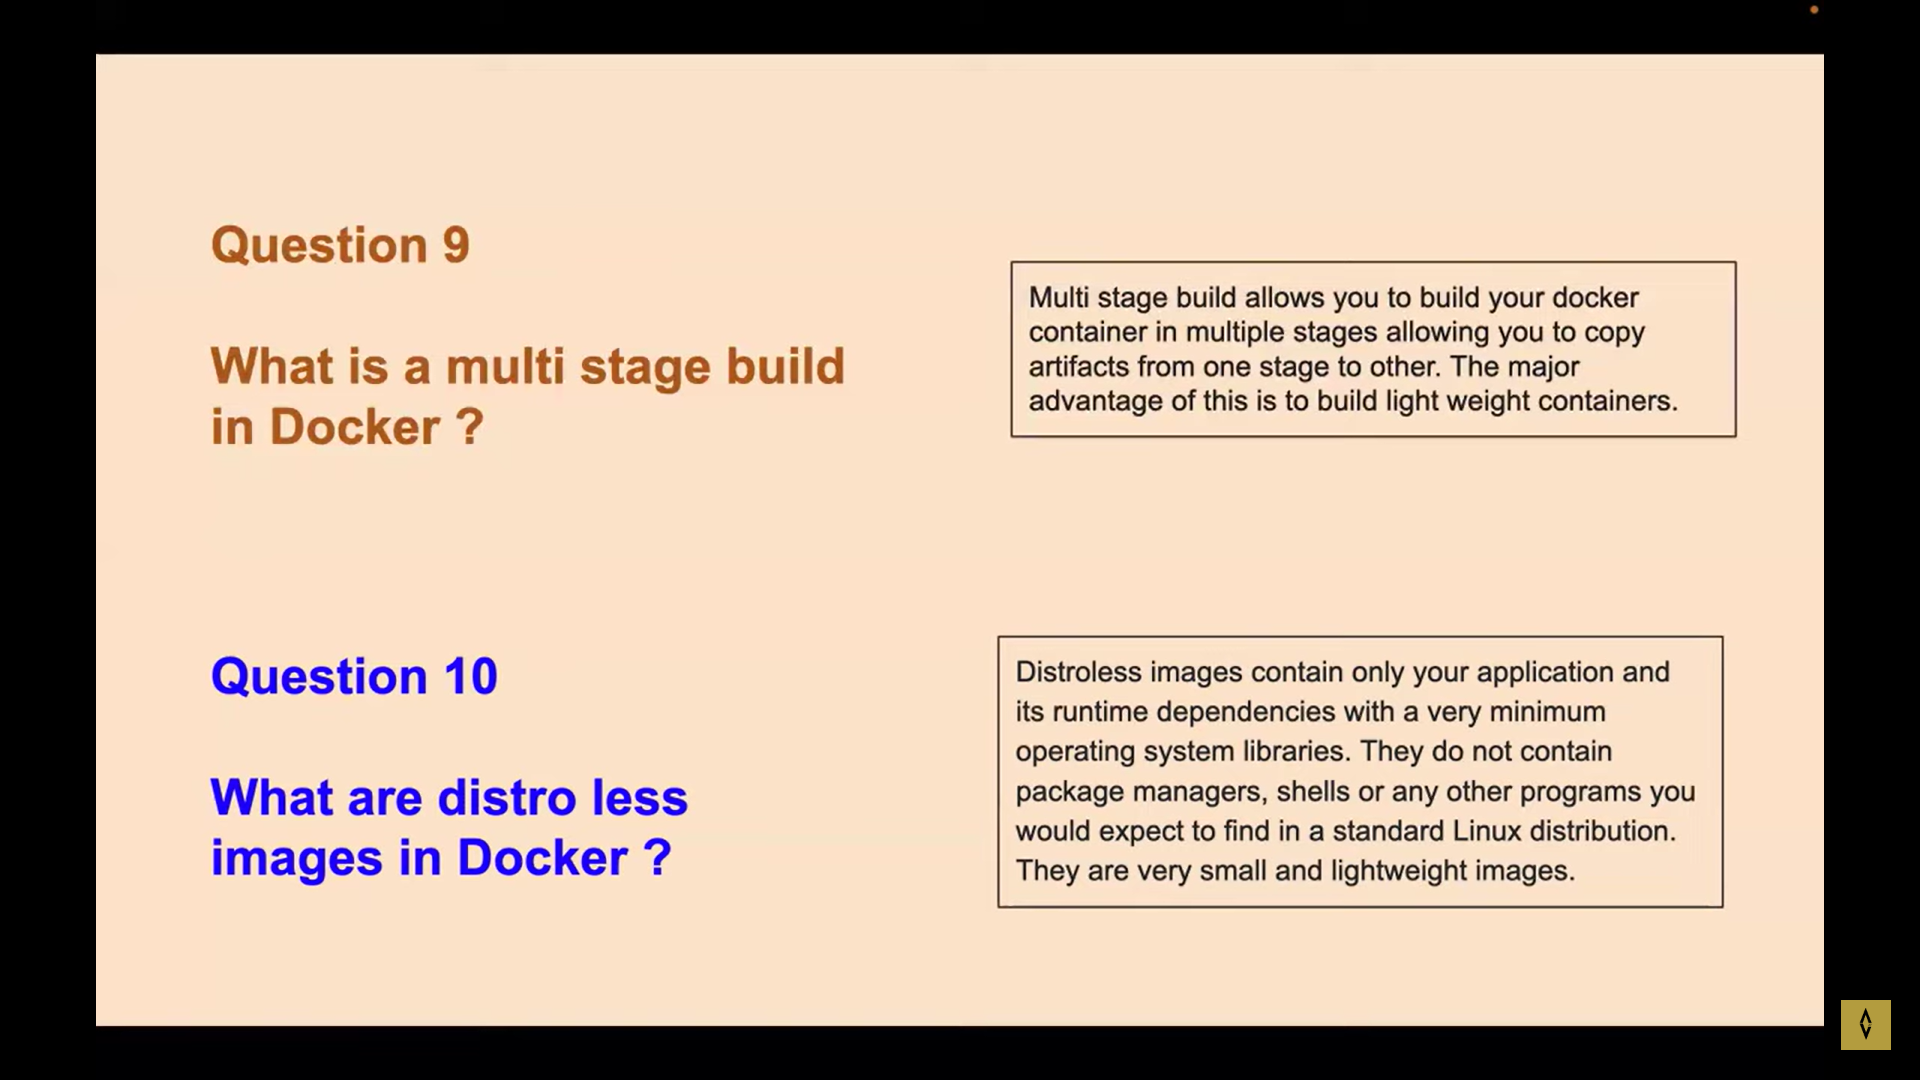 Question 9
What is a multi stage build
in Docker ?
Multi stage build allows you to build your docker
container in multiple stages allowing you to copy
artifacts from one stage to other. The major
advantage of this is to build light weight containers.
Question 10
What are distro less
images in Docker ?
Distroless images contain only your application and
its runtime dependencies with a very minimum
operating system libraries. They do not contain
package managers, shells or any other programs you
would expect to find in a standard Linux distribution.
They are very small and lightweight images.